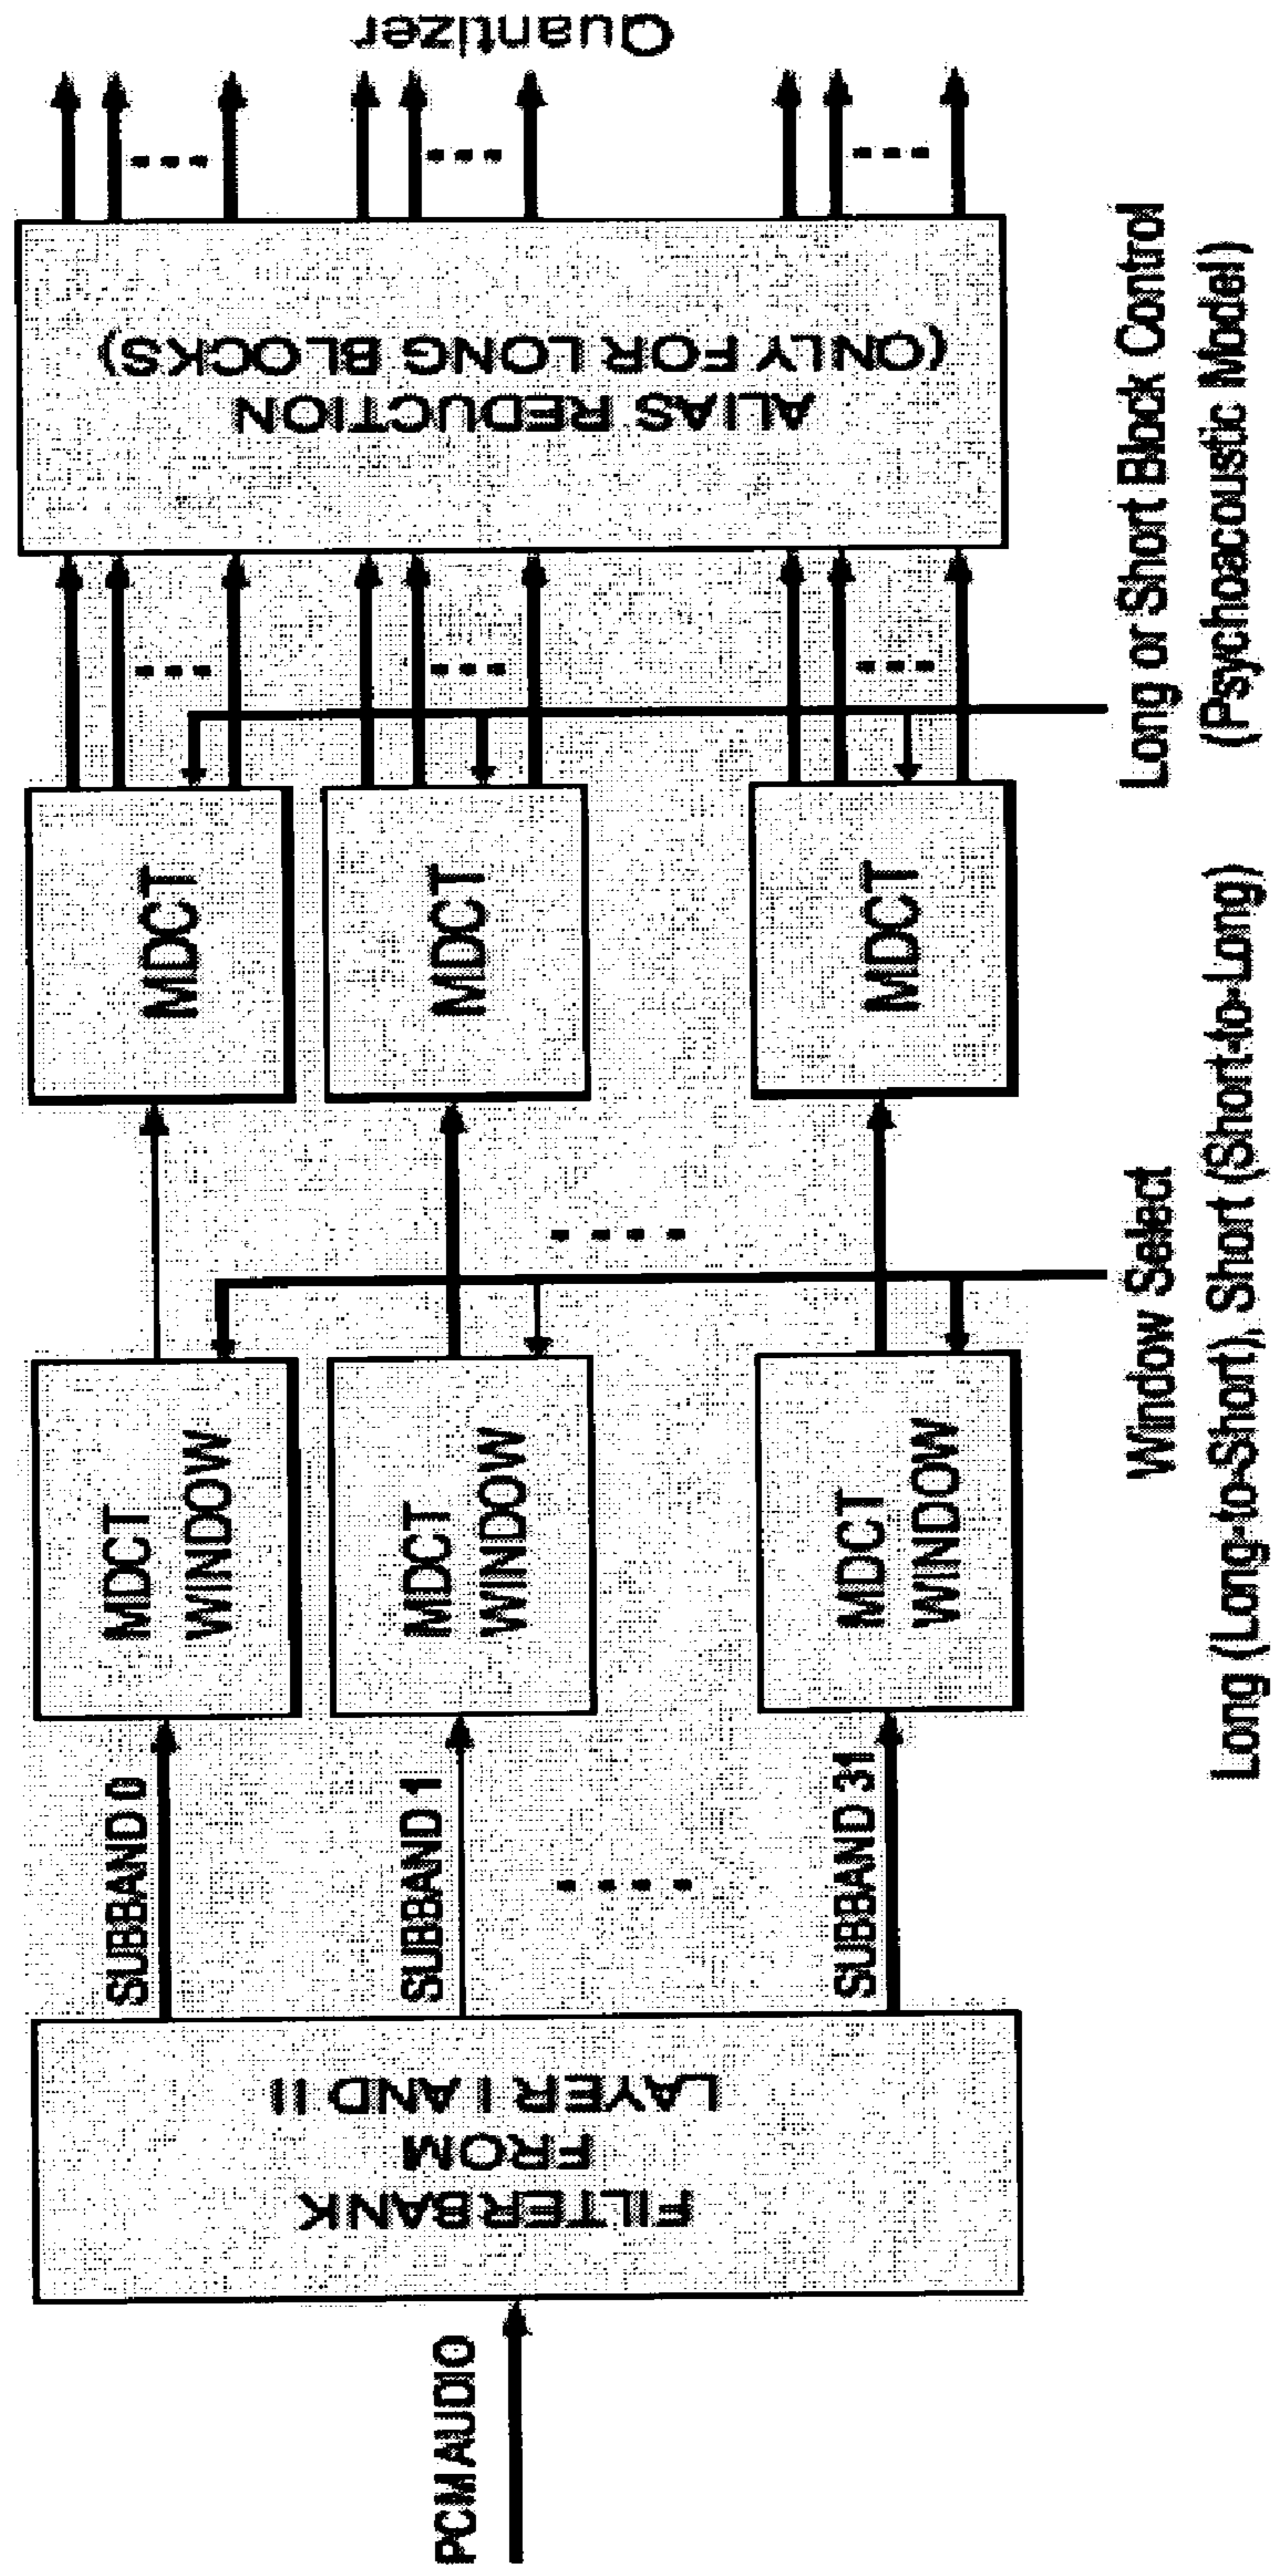 PCM AUDIO
FILTERBANK
FROM
LAYER I AND II
SUBBAND 0
SUBBAND 1
SUBBAND 31
MDCT
WINDOW
MDCT
WINDOW
MDCT
WINDOW
Window Select
Long (Long-to-Short), Short (Short-to-Long)
MDCT
MDCT
MDCT
Long or Short Block Control
(Psychoacoustic Model)
ALIAS REDUCTION
(ONLY FOR LONG BLOCKS)
Quantizer